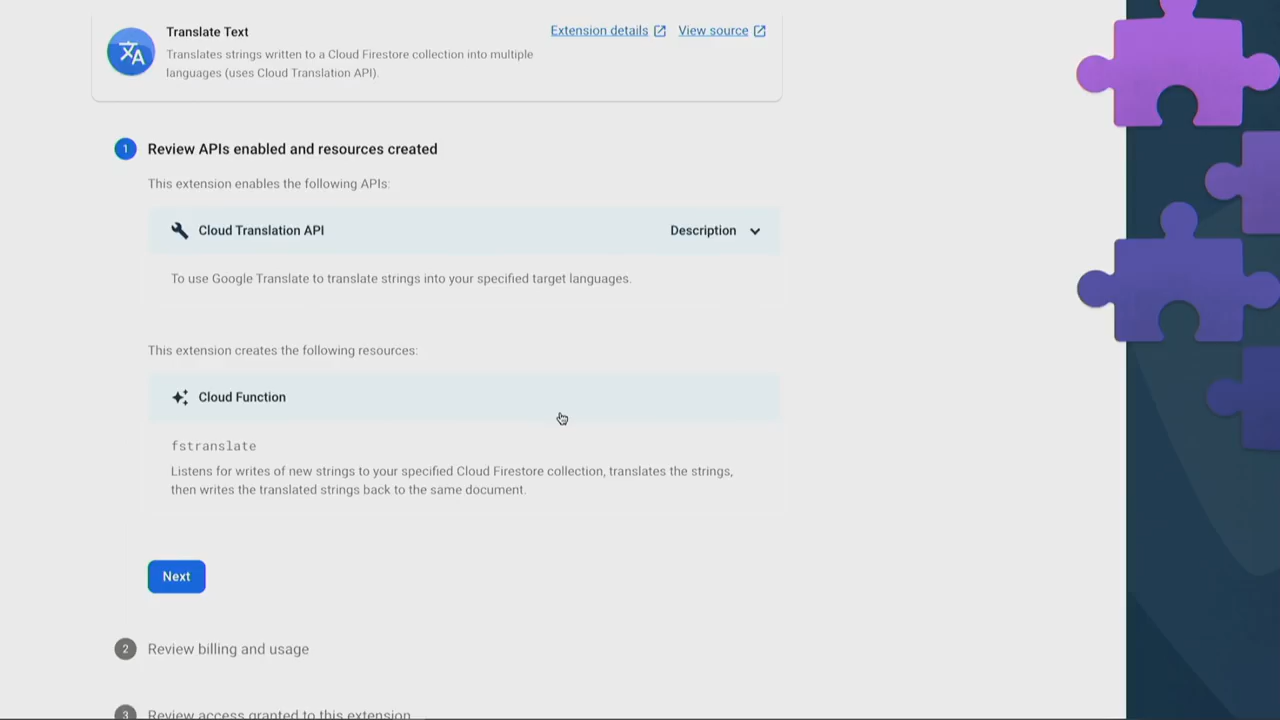 Translate Text
Extension details
View source
Translates strings written to a Cloud Firestore collection into multiple
languages (uses Cloud Translation API).
1 Review APIs enabled and resources created
This extension enables the following APIs:
Cloud Translation API
Description
To use Google Translate to translate strings into your specified target languages.
This extension creates the following resources:
Cloud Function
fstranslate
Listens for writes of new strings to your specified Cloud Firestore collection, translates the strings,
then writes the translated strings back to the same document.
Next
2 Review billing and usage
3 Review access granted to this extension